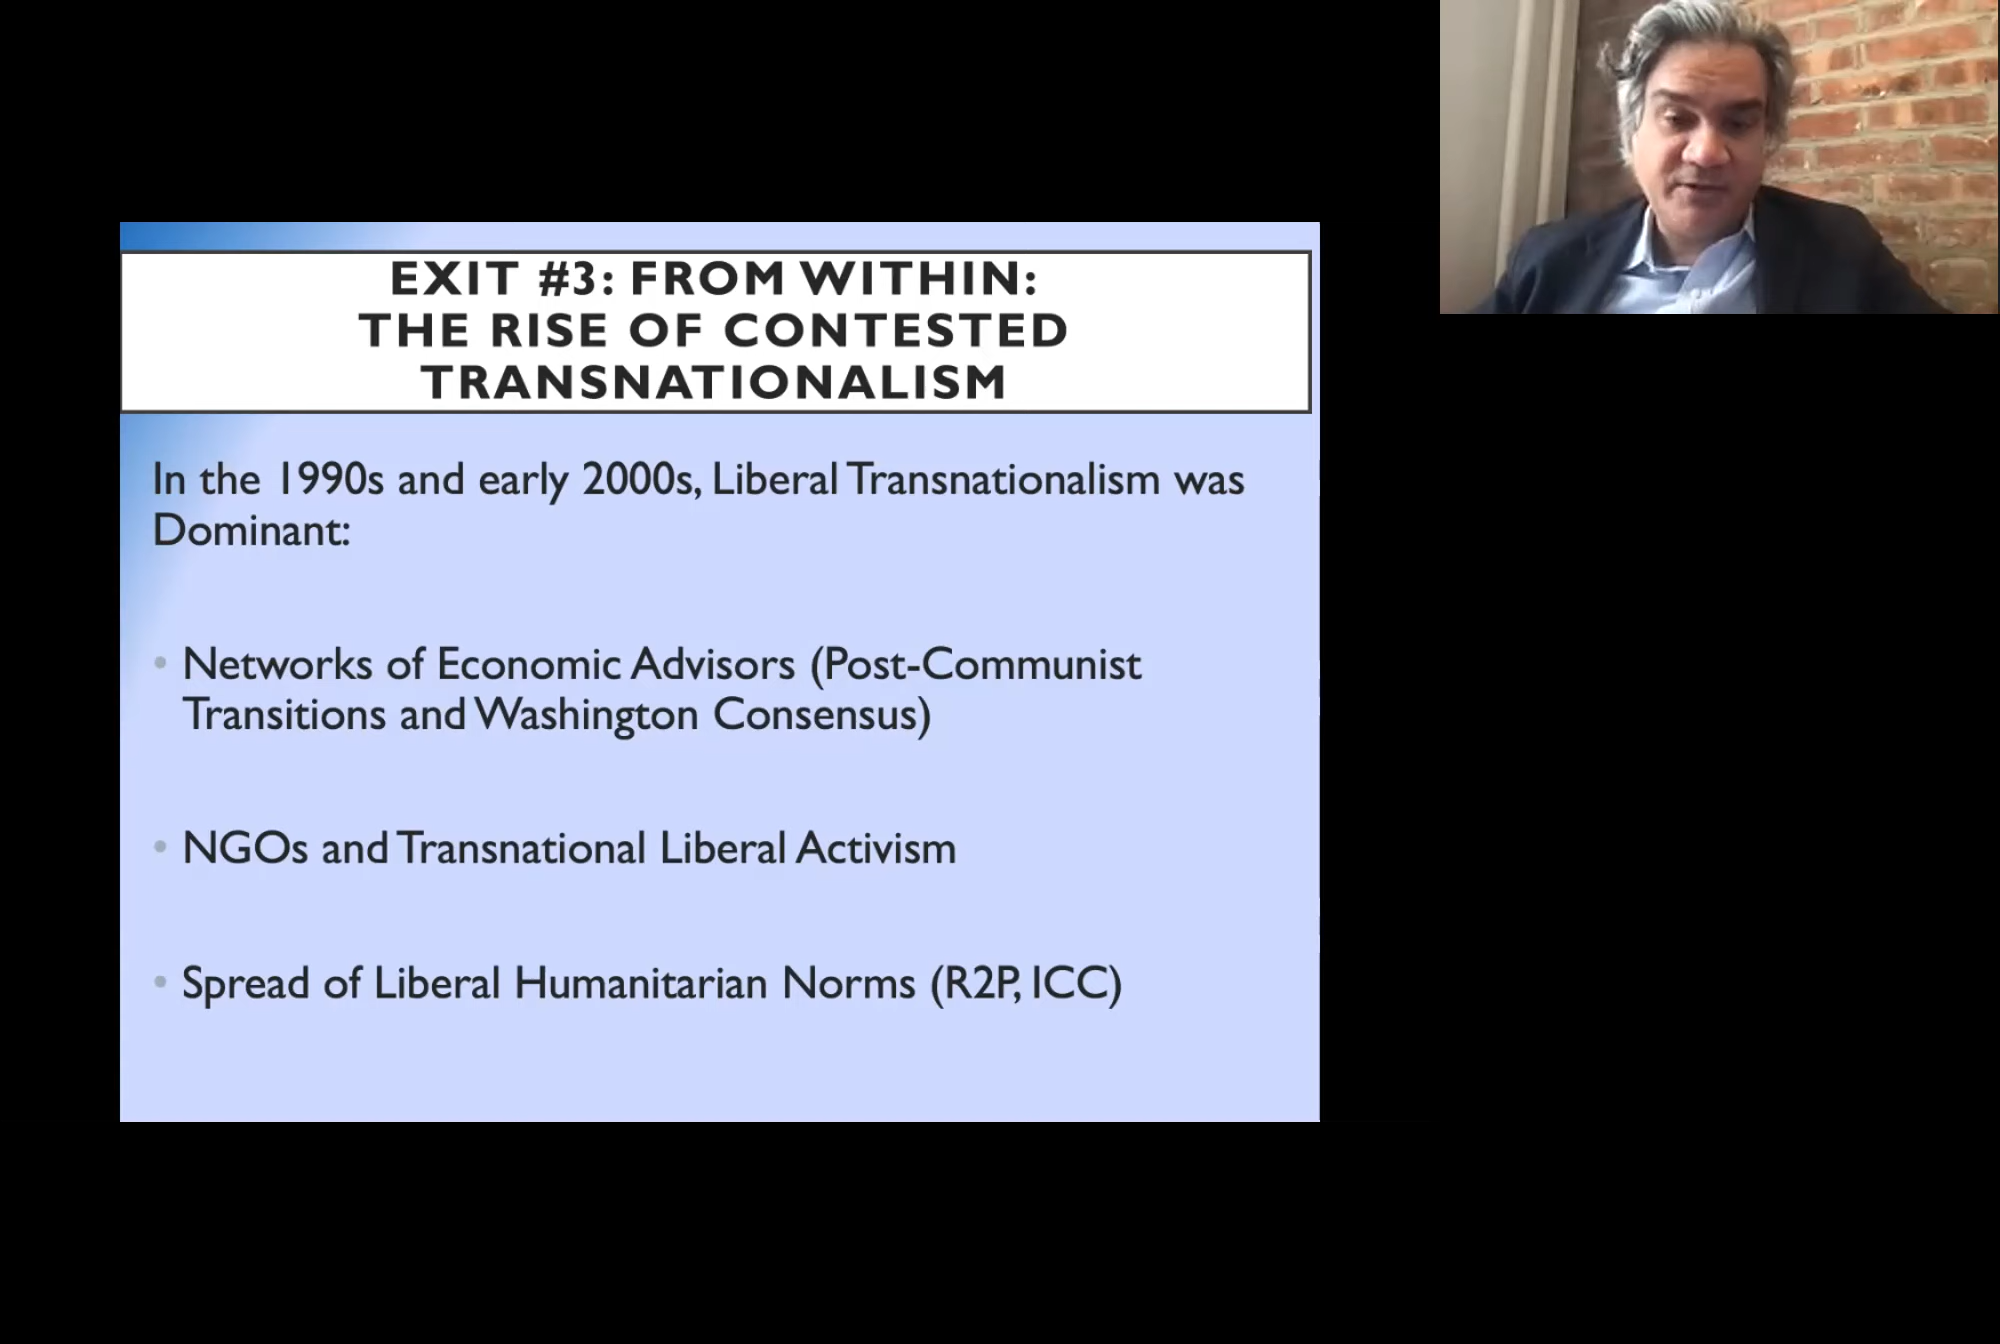 EXIT #3: FROM WITHIN:
THE RISE OF CONTESTED
TRANSNATIONALISM
In the 1990s and early 2000s, Liberal Transnationalism was
Dominant:
• Networks of Economic Advisors (Post-Communist
Transitions and Washington Consensus)
• NGOs and Transnational Liberal Activism
• Spread of Liberal Humanitarian Norms (R2P, ICC)